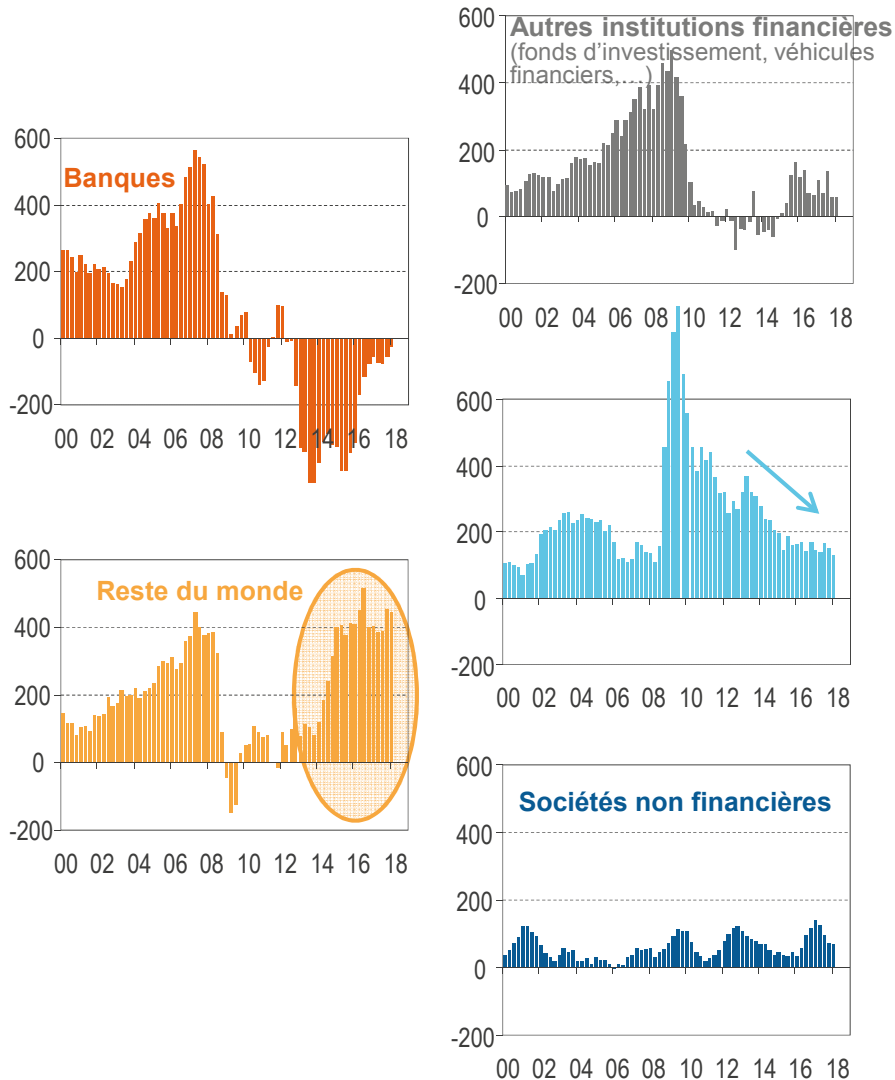 600
400
200
0
-200
Banques
00 02 04 06 08 10 12 14 16 18
600
400
200
0
-200
Reste du monde
00 02 04 06 08 10 12 14 16 18
600
400
200
0
-200
Autres institutions financières
(fonds d'investissement, véhicules
financiers,…)
00 02 04 06 08 10 12 14 16 18
600
400
200
0
-200
00 02 04 06 08 10 12 14 16 18
600
400
200
0
-200
Sociétés non financières
00 02 04 06 08 10 12 14 16 18